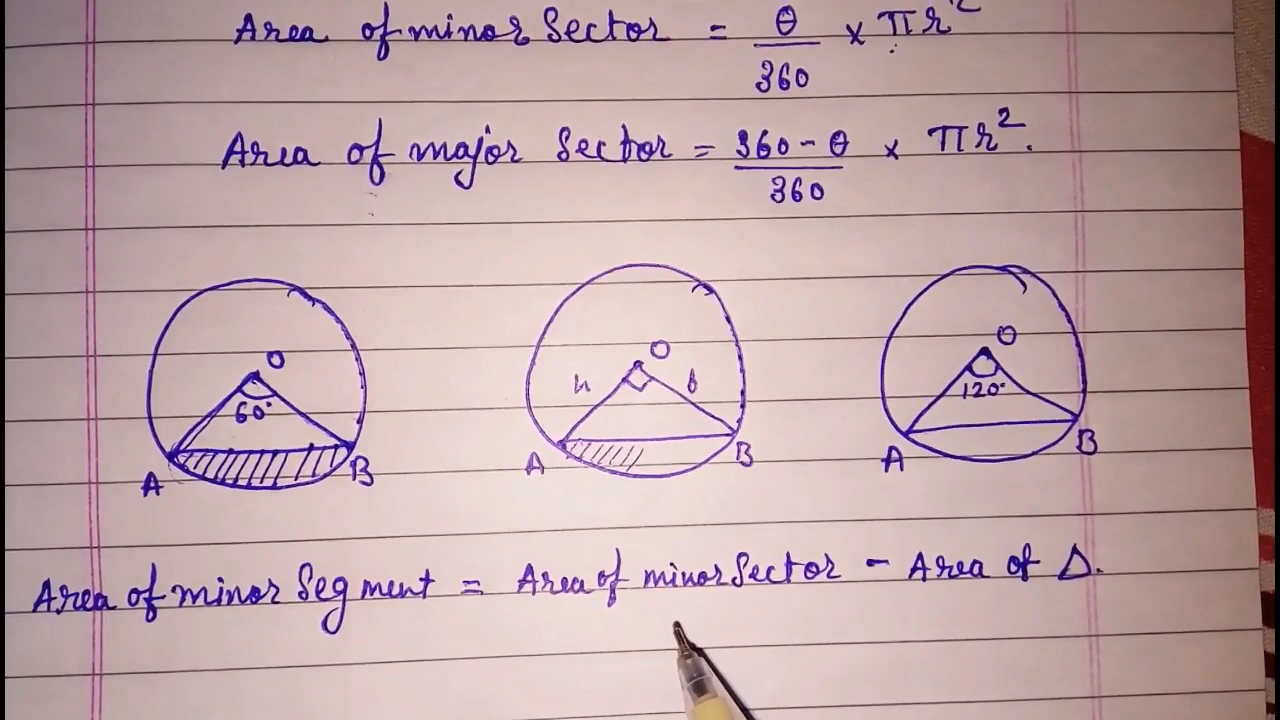 Area of minor Sector = θ/360 × πr²
Area of major Sector = 360-θ/360 × πr².
O O O
60° h b 120°
A B A B A B
Area of minor Segment = Area of minor Sector - Area of Δ.